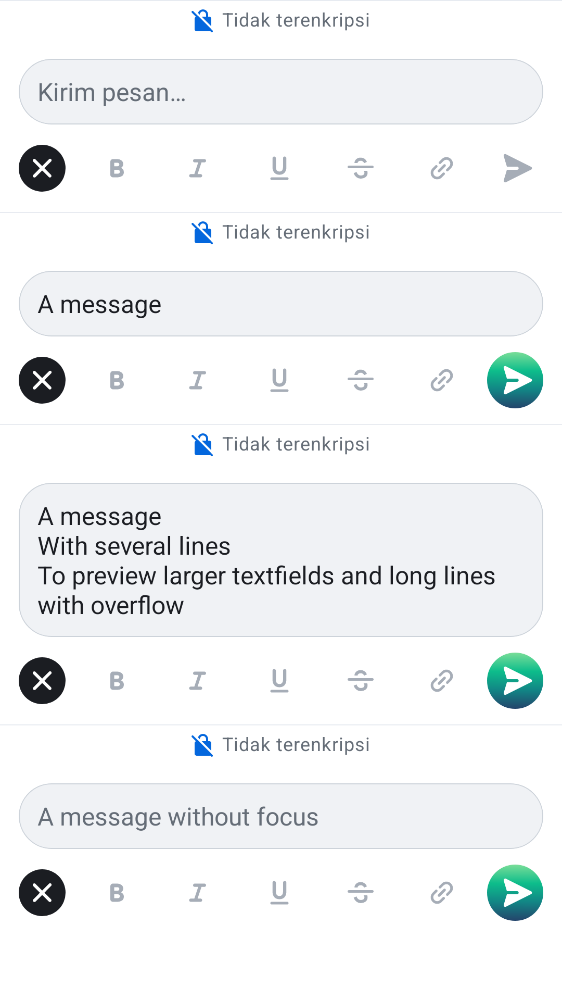 Tidak terenkripsi
Kirim pesan…
B I U S
Tidak terenkripsi
A message
B I U S
Tidak terenkripsi
A message
With several lines
To preview larger textfields and long lines
with overflow
B I U S
Tidak terenkripsi
A message without focus
B I U S